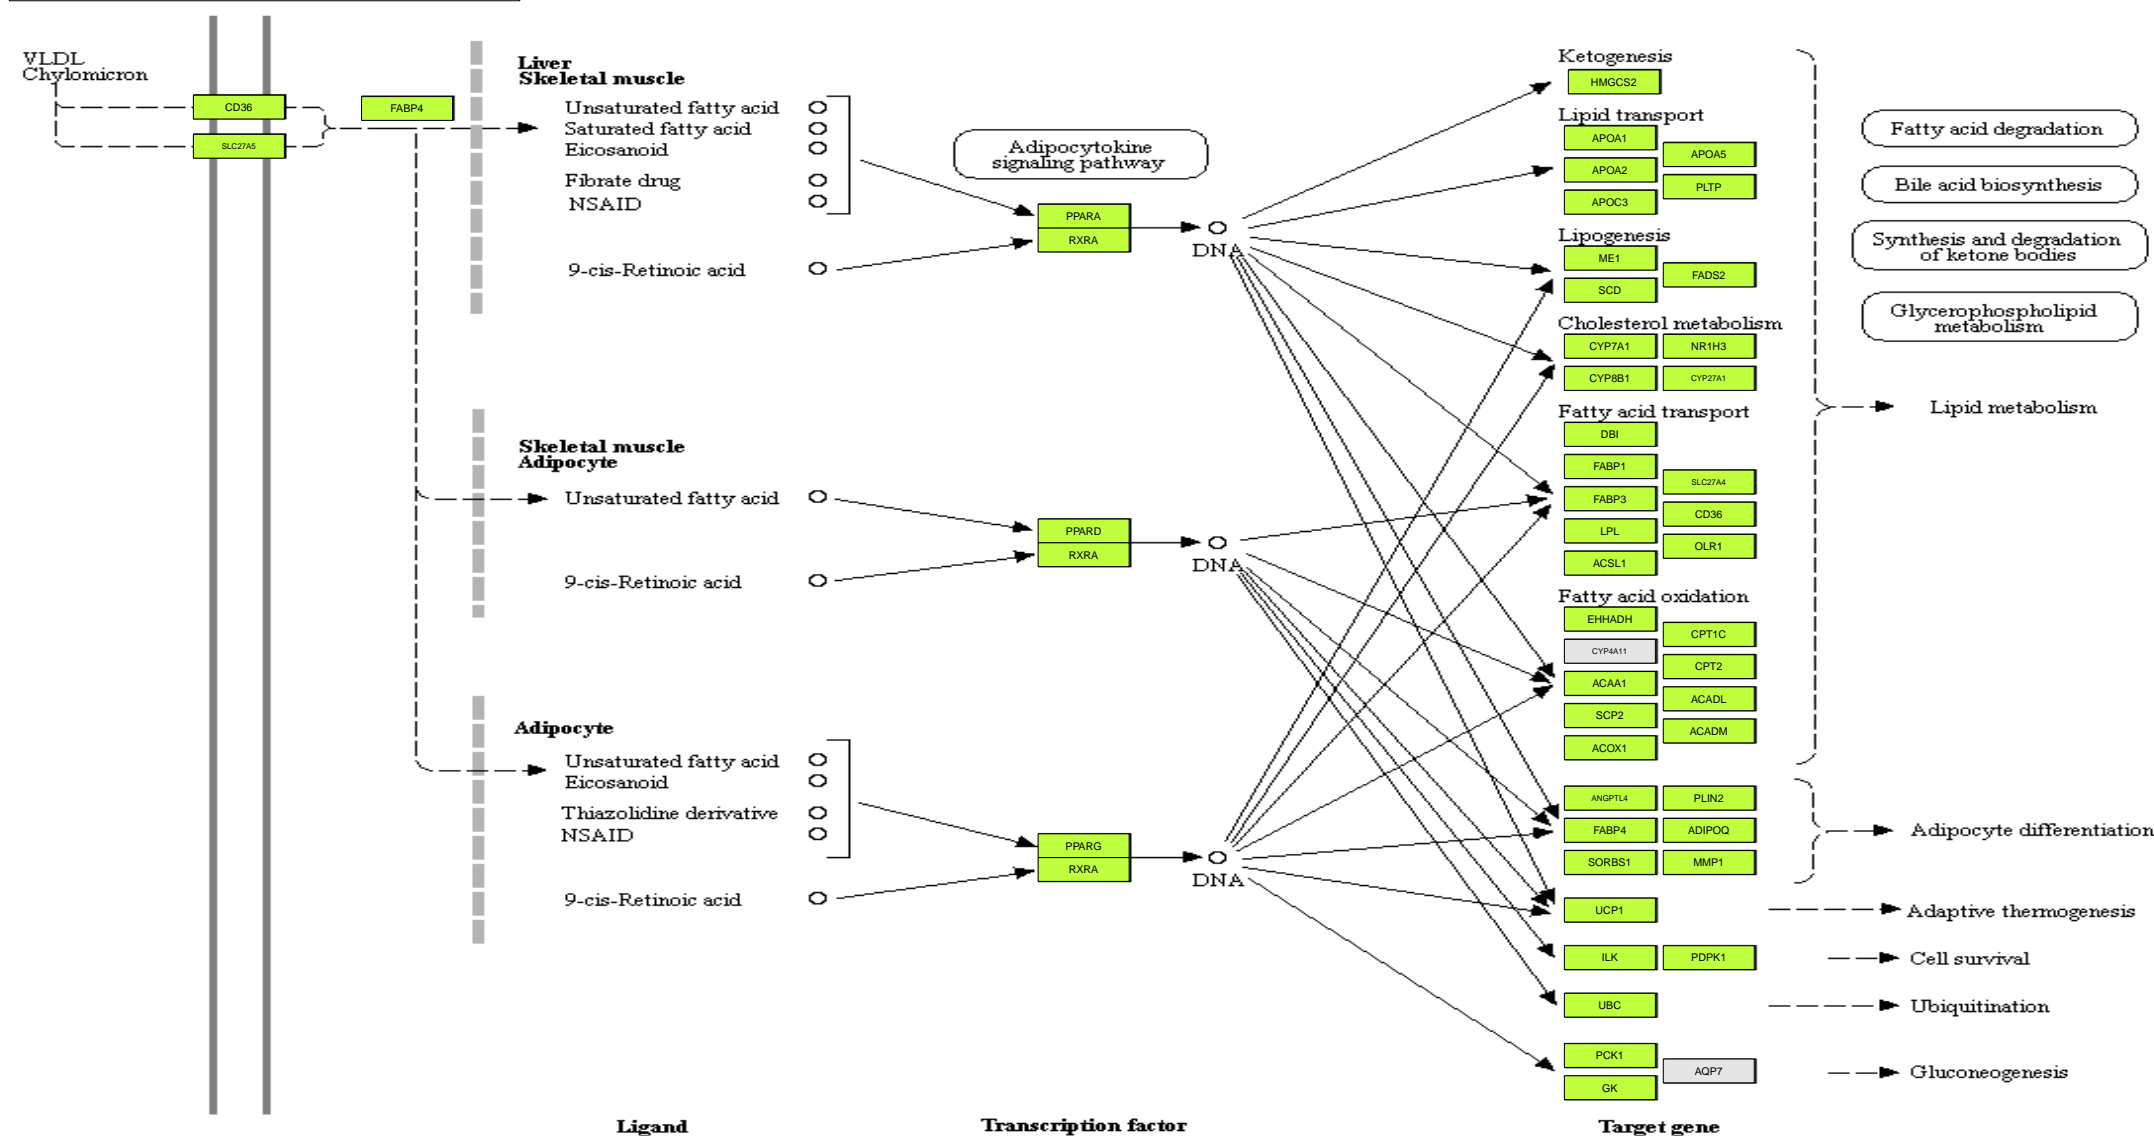 VLDL
Chylomicron
CD36
SLC27A5
FABP4
Liver
Skeletal muscle
Unsaturated fatty acid
Saturated fatty acid
Eicosanoid
Fibrate drug
NSAID
9-cis-Retinoic acid
Skeletal muscle
Adipocyte
Unsaturated fatty acid
9-cis-Retinoic acid
Adipocyte
Unsaturated fatty acid
Eicosanoid
Thiazolidine derivative
NSAID
9-cis-Retinoic acid
Ligand
Adipocytokine
signaling pathway
PPARA
RXRA
DNA
PPARD
RXRA
DNA
PPARG
RXRA
DNA
Transcription factor
Ketogenesis
HMGCS2
Lipid transport
APOA1
APOA5
APOA2
PLTP
APOC3
Lipogenesis
ME1
FADS2
SCD
Cholesterol metabolism
CYP7A1 NR1H3
CYP8B1 CYP27A1
Fatty acid transport
DBI
FABP1
SLC27A4
FABP3
CD36
LPL
OLR1
ACSL1
Fatty acid oxidation
EHHADH
CPT1C
CYP4A11
CPT2
ACAA1
ACADL
SCP2
ACADM
ACOX1
ANGPTL4 PLIN2
FABP4 ADIPOQ
SORBS1 MMP1
UCP1
ILK PDPK1
UBC
PCK1
AQP7
GK
Target gene
Fatty acid degradation
Bile acid biosynthesis
Synthesis and degradation
of ketone bodies
Glycerophospholipid
metabolism
Lipid metabolism
Adipocyte differentiation
Adaptive thermogenesis
Cell survival
Ubiquitination
Gluconeogenesis